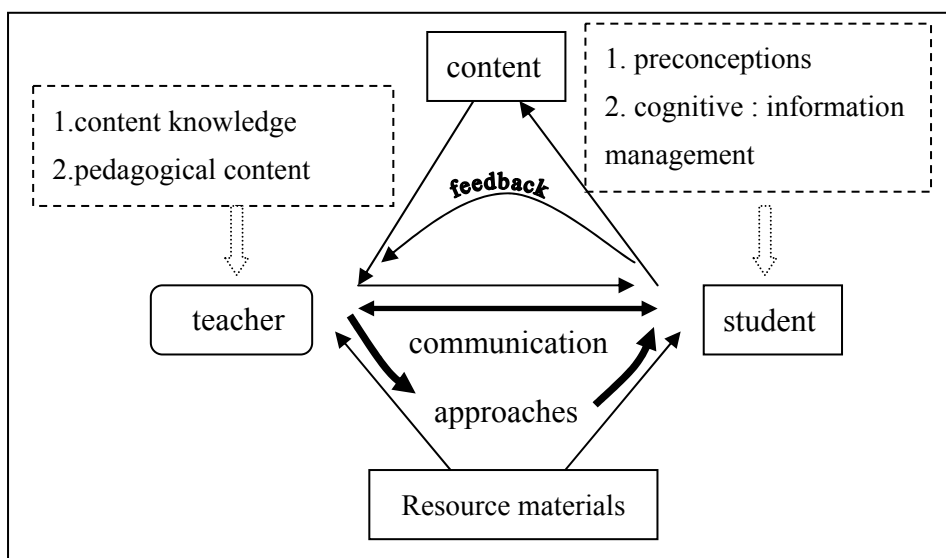 content
1. preconceptions
2. cognitive : information
management
1.content knowledge
2.pedagogical content
feedback
teacher
student
communication
approaches
Resource materials